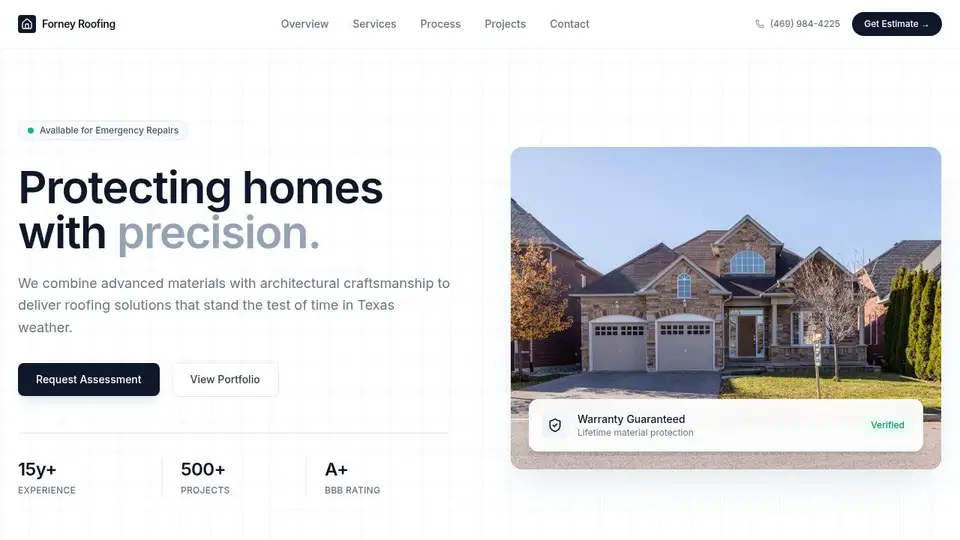 Forney Roofing
Overview
Services
Process
Projects
Contact
(469) 984-4225
Get Estimate →
Available for Emergency Repairs
Protecting homes
with precision.
We combine advanced materials with architectural craftsmanship to
deliver roofing solutions that stand the test of time in Texas
weather.
Request Assessment
View Portfolio
15y+
EXPERIENCE
500+
PROJECTS
A+
BBB RATING
Warranty Guaranteed
Lifetime material protection
Verified